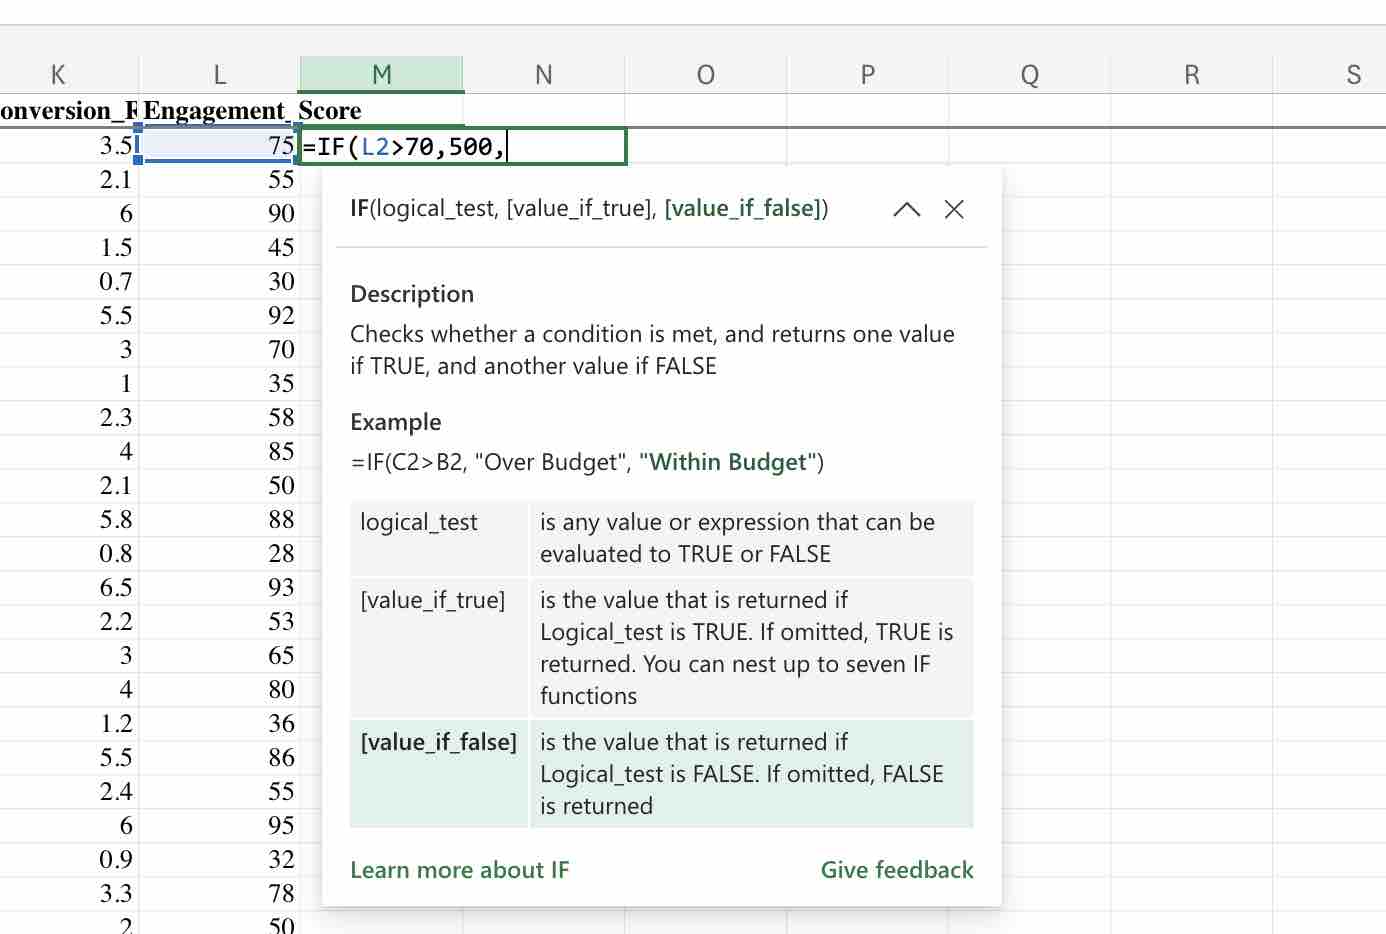 K L M N O P Q R S
onversion_R Engagement_ Score
3.5 75 =IF(L2>70,500,
IF(logical_test, [value_if_true], [value_if_false])
2.1 55
6 90
1.5 45
0.7 30
5.5 92
3 70
1 35
2.3 58
4 85
2.1 50
5.8 88
0.8 28
6.5 93
2.2 53
3 65
4 80
1.2 36
5.5 86
2.4 55
6 95
0.9 32
3.3 78
2 50
Description
Checks whether a condition is met, and returns one value
if TRUE, and another value if FALSE
Example
=IF(C2>B2, "Over Budget", "Within Budget")
logical_test is any value or expression that can be
evaluated to TRUE or FALSE
[value_if_true] is the value that is returned if
Logical_test is TRUE. If omitted, TRUE is
returned. You can nest up to seven IF
functions
[value_if_false] is the value that is returned if
Logical_test is FALSE. If omitted, FALSE
is returned
Learn more about IF Give feedback